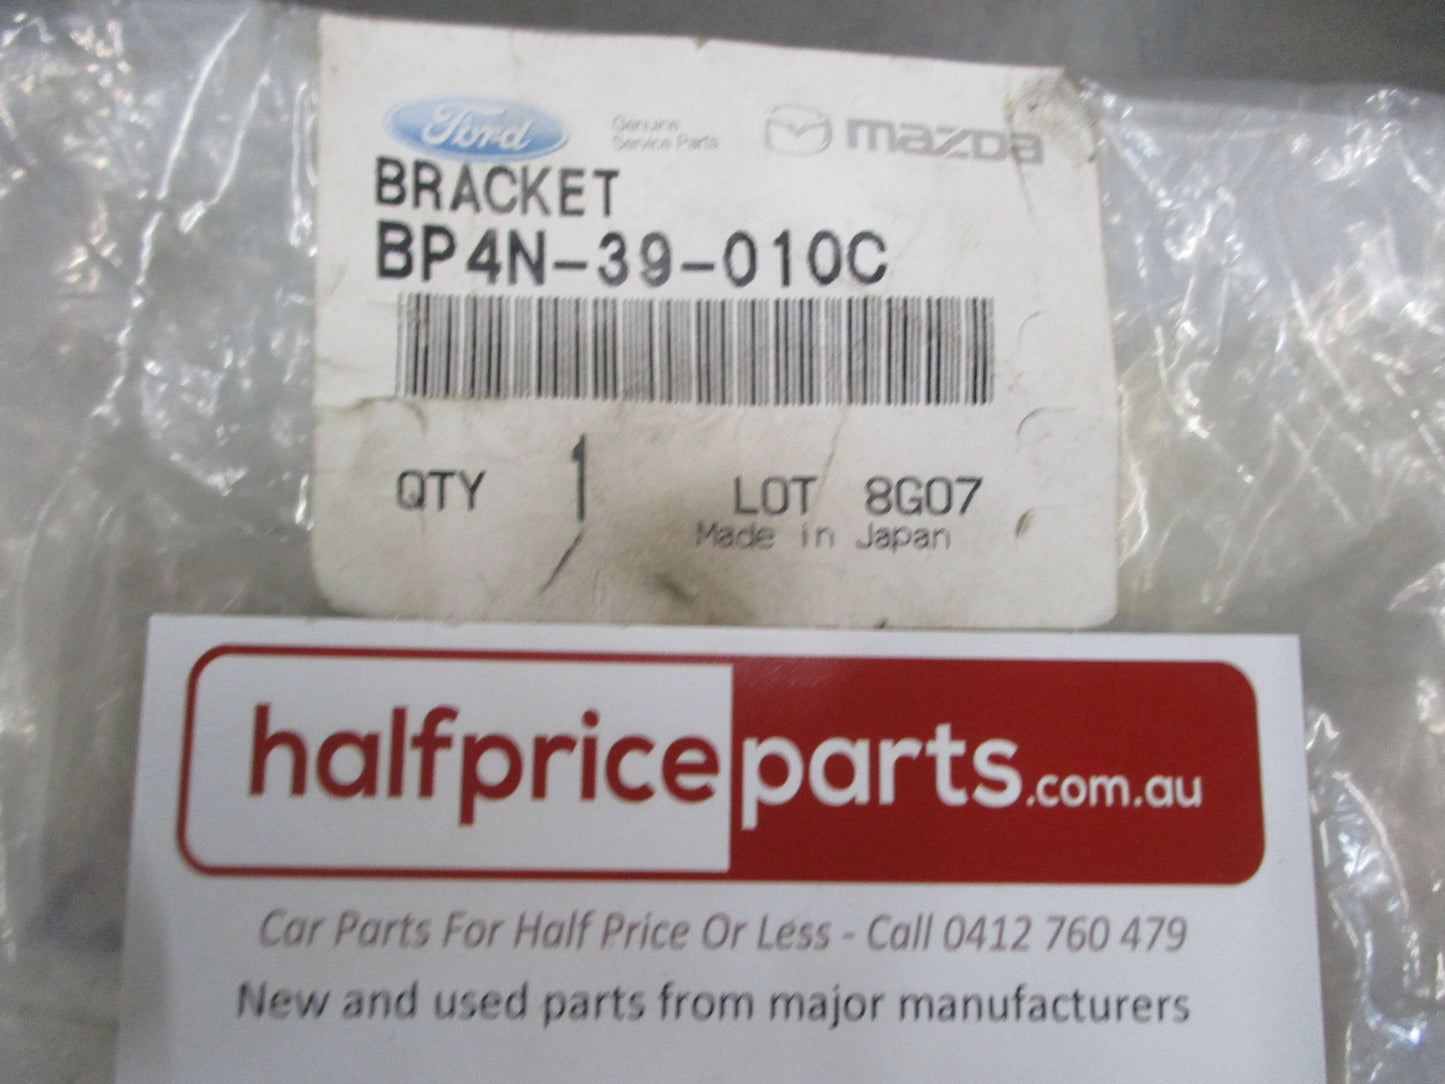 Ford Genuine Service Parts mazda
BRACKET
BP4N-39-010C
QTY 1 LOT 8G07
Made in Japan
halfpriceparts.com.au
Car Parts For Half Price Or Less - Call 0412 760 479
New and used parts from major manufacturers